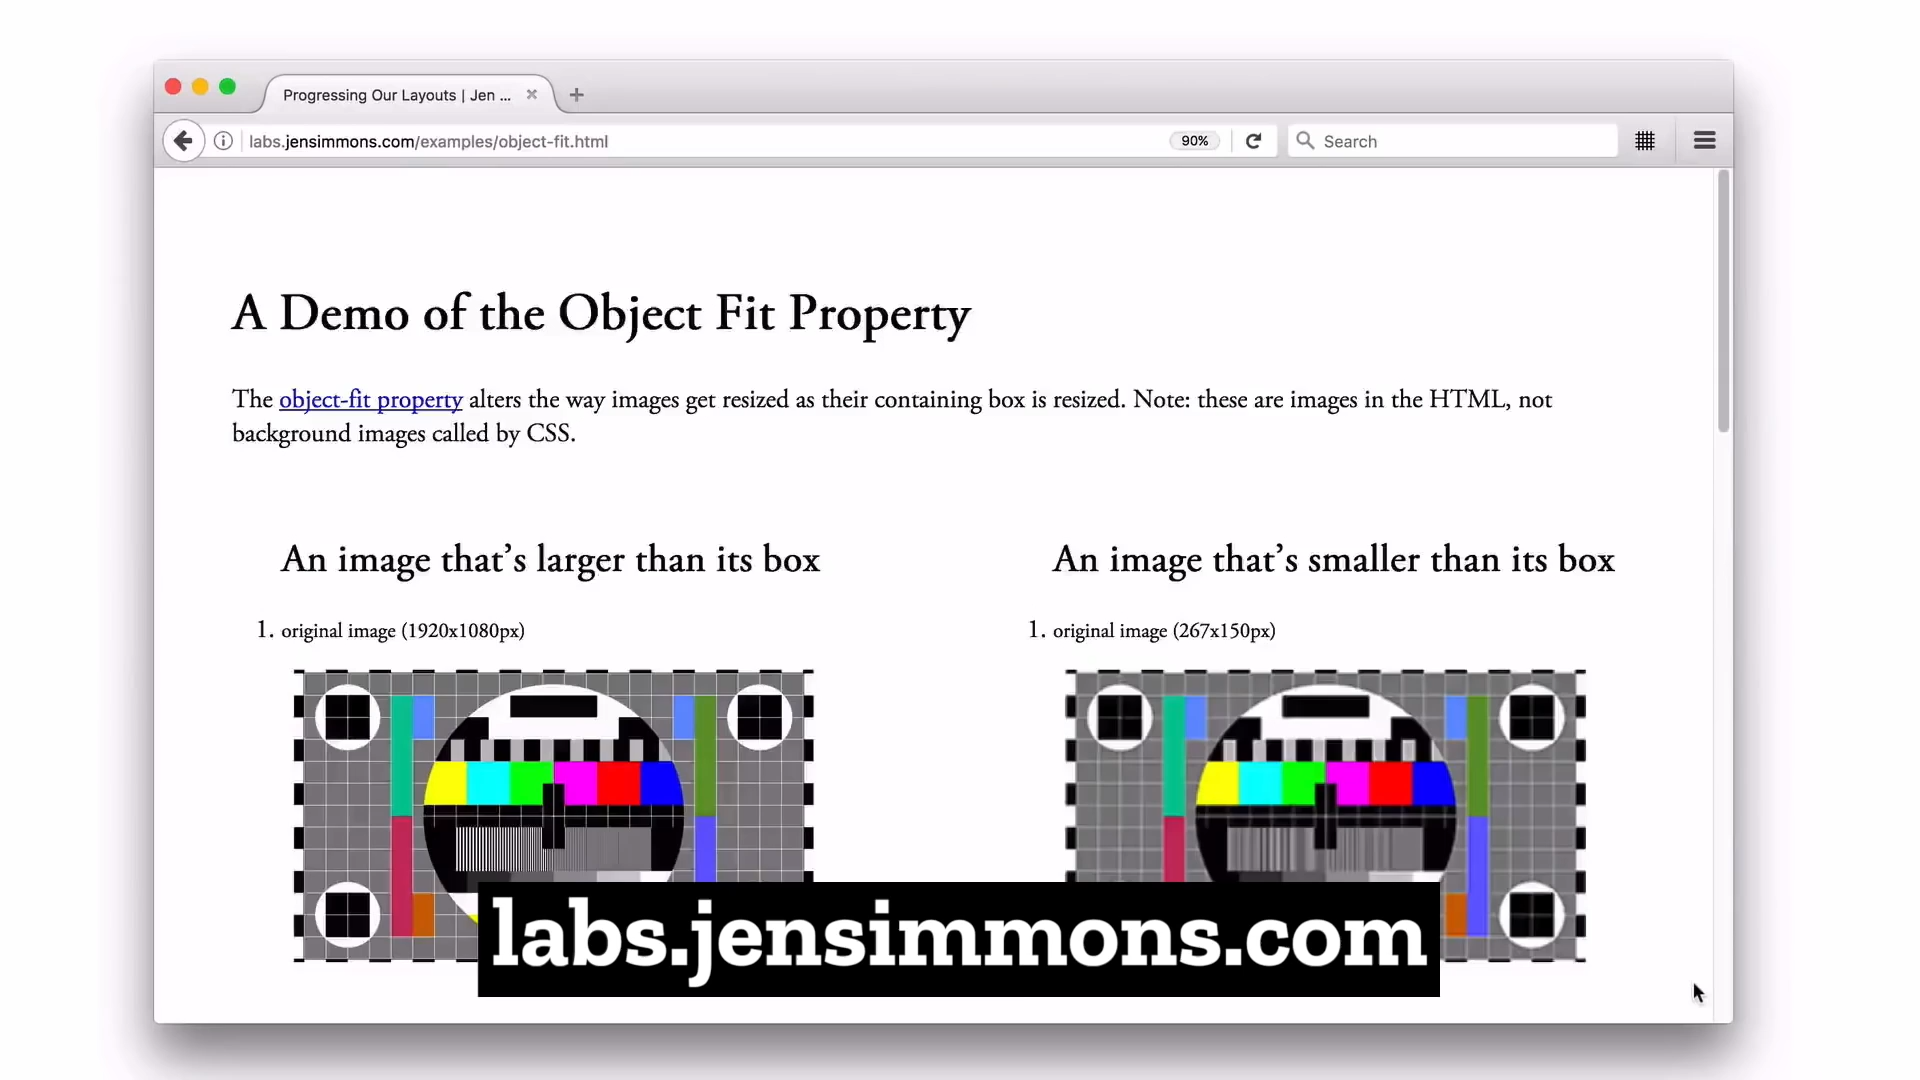 Progressing Our Layouts | Jen ...
labs.jensimmons.com/examples/object-fit.html
90%
Search
A Demo of the Object Fit Property
The object-fit property alters the way images get resized as their containing box is resized. Note: these are images in the HTML, not
background images called by CSS.
An image that’s larger than its box
1. original image (1920x1080px)
An image that’s smaller than its box
1. original image (267x150px)
labs.jensimmons.com